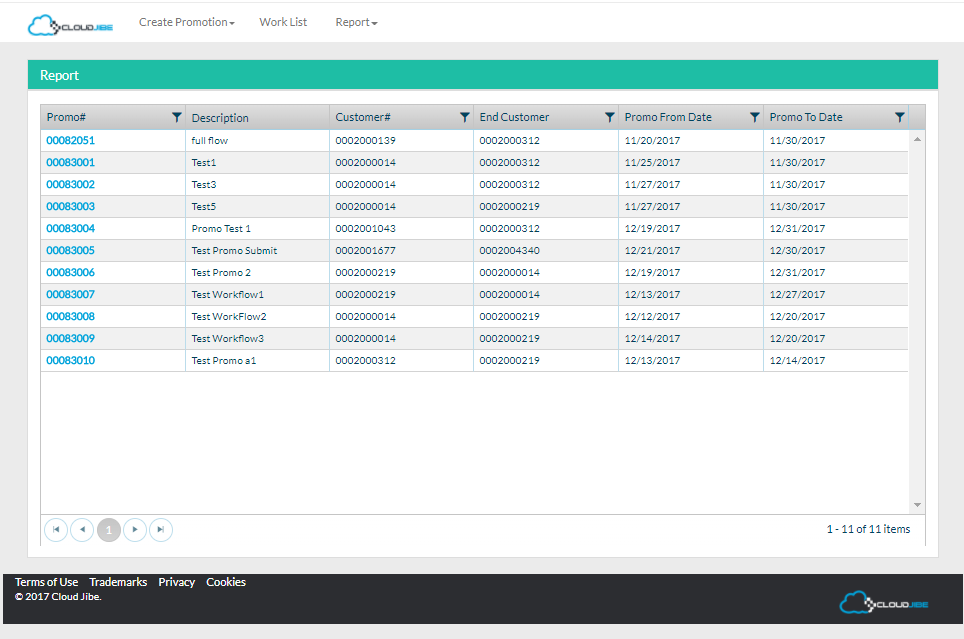 CLOUDJIBE Create Promotion Work List Report
Report
Promo# Description Customer# End Customer Promo From Date Promo To Date
00082051 full flow 0002000139 0002000312 11/20/2017 11/30/2017
00083001 Test1 0002000014 0002000312 11/25/2017 11/30/2017
00083002 Test3 0002000014 0002000312 11/27/2017 11/30/2017
00083003 Test5 0002000014 0002000219 11/27/2017 11/30/2017
00083004 Promo Test 1 0002001043 0002000312 12/19/2017 12/31/2017
00083005 Test Promo Submit 0002001677 0002004340 12/21/2017 12/30/2017
00083006 Test Promo 2 0002000219 0002000014 12/19/2017 12/31/2017
00083007 Test Workflow1 0002000219 0002000014 12/13/2017 12/27/2017
00083008 Test WorkFlow2 0002000014 0002000219 12/12/2017 12/20/2017
00083009 Test Workflow3 0002000014 0002000219 12/14/2017 12/20/2017
00083010 Test Promo a1 0002000312 0002000219 12/13/2017 12/14/2017
1 1 - 11 of 11 items
Terms of Use Trademarks Privacy Cookies
© 2017 Cloud Jibe.
CLOUDJIBE